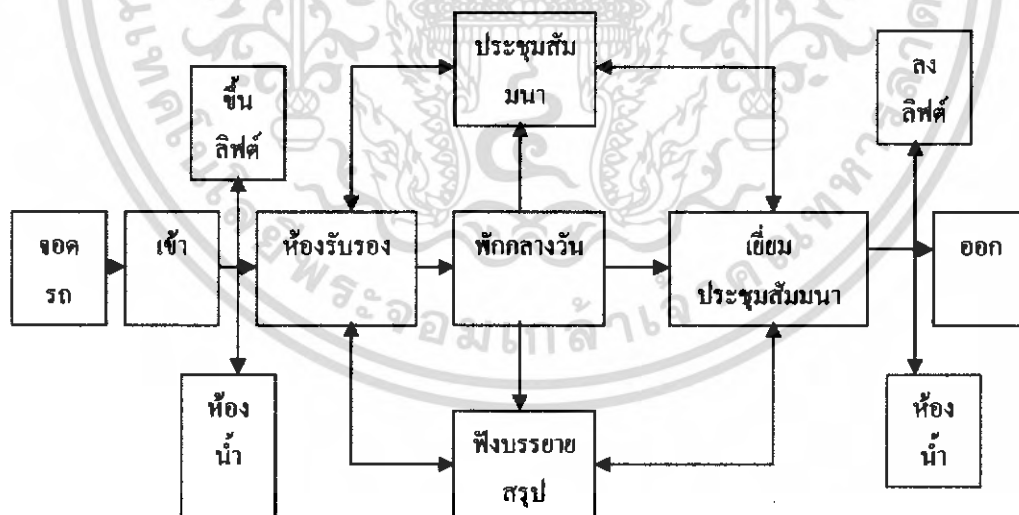 ประชุมสัม
มนา
ลง
ลิฟต์
ขึ้น
ลิฟต์
จอด
รถ
เข้า
ห้องรับรอง
พักกลางวัน
เยี่ยม
ประชุมสัมมนา
ออก
ห้อง
น้ำ
ฟังบรรยาย
สรุป
ห้อง
น้ำ